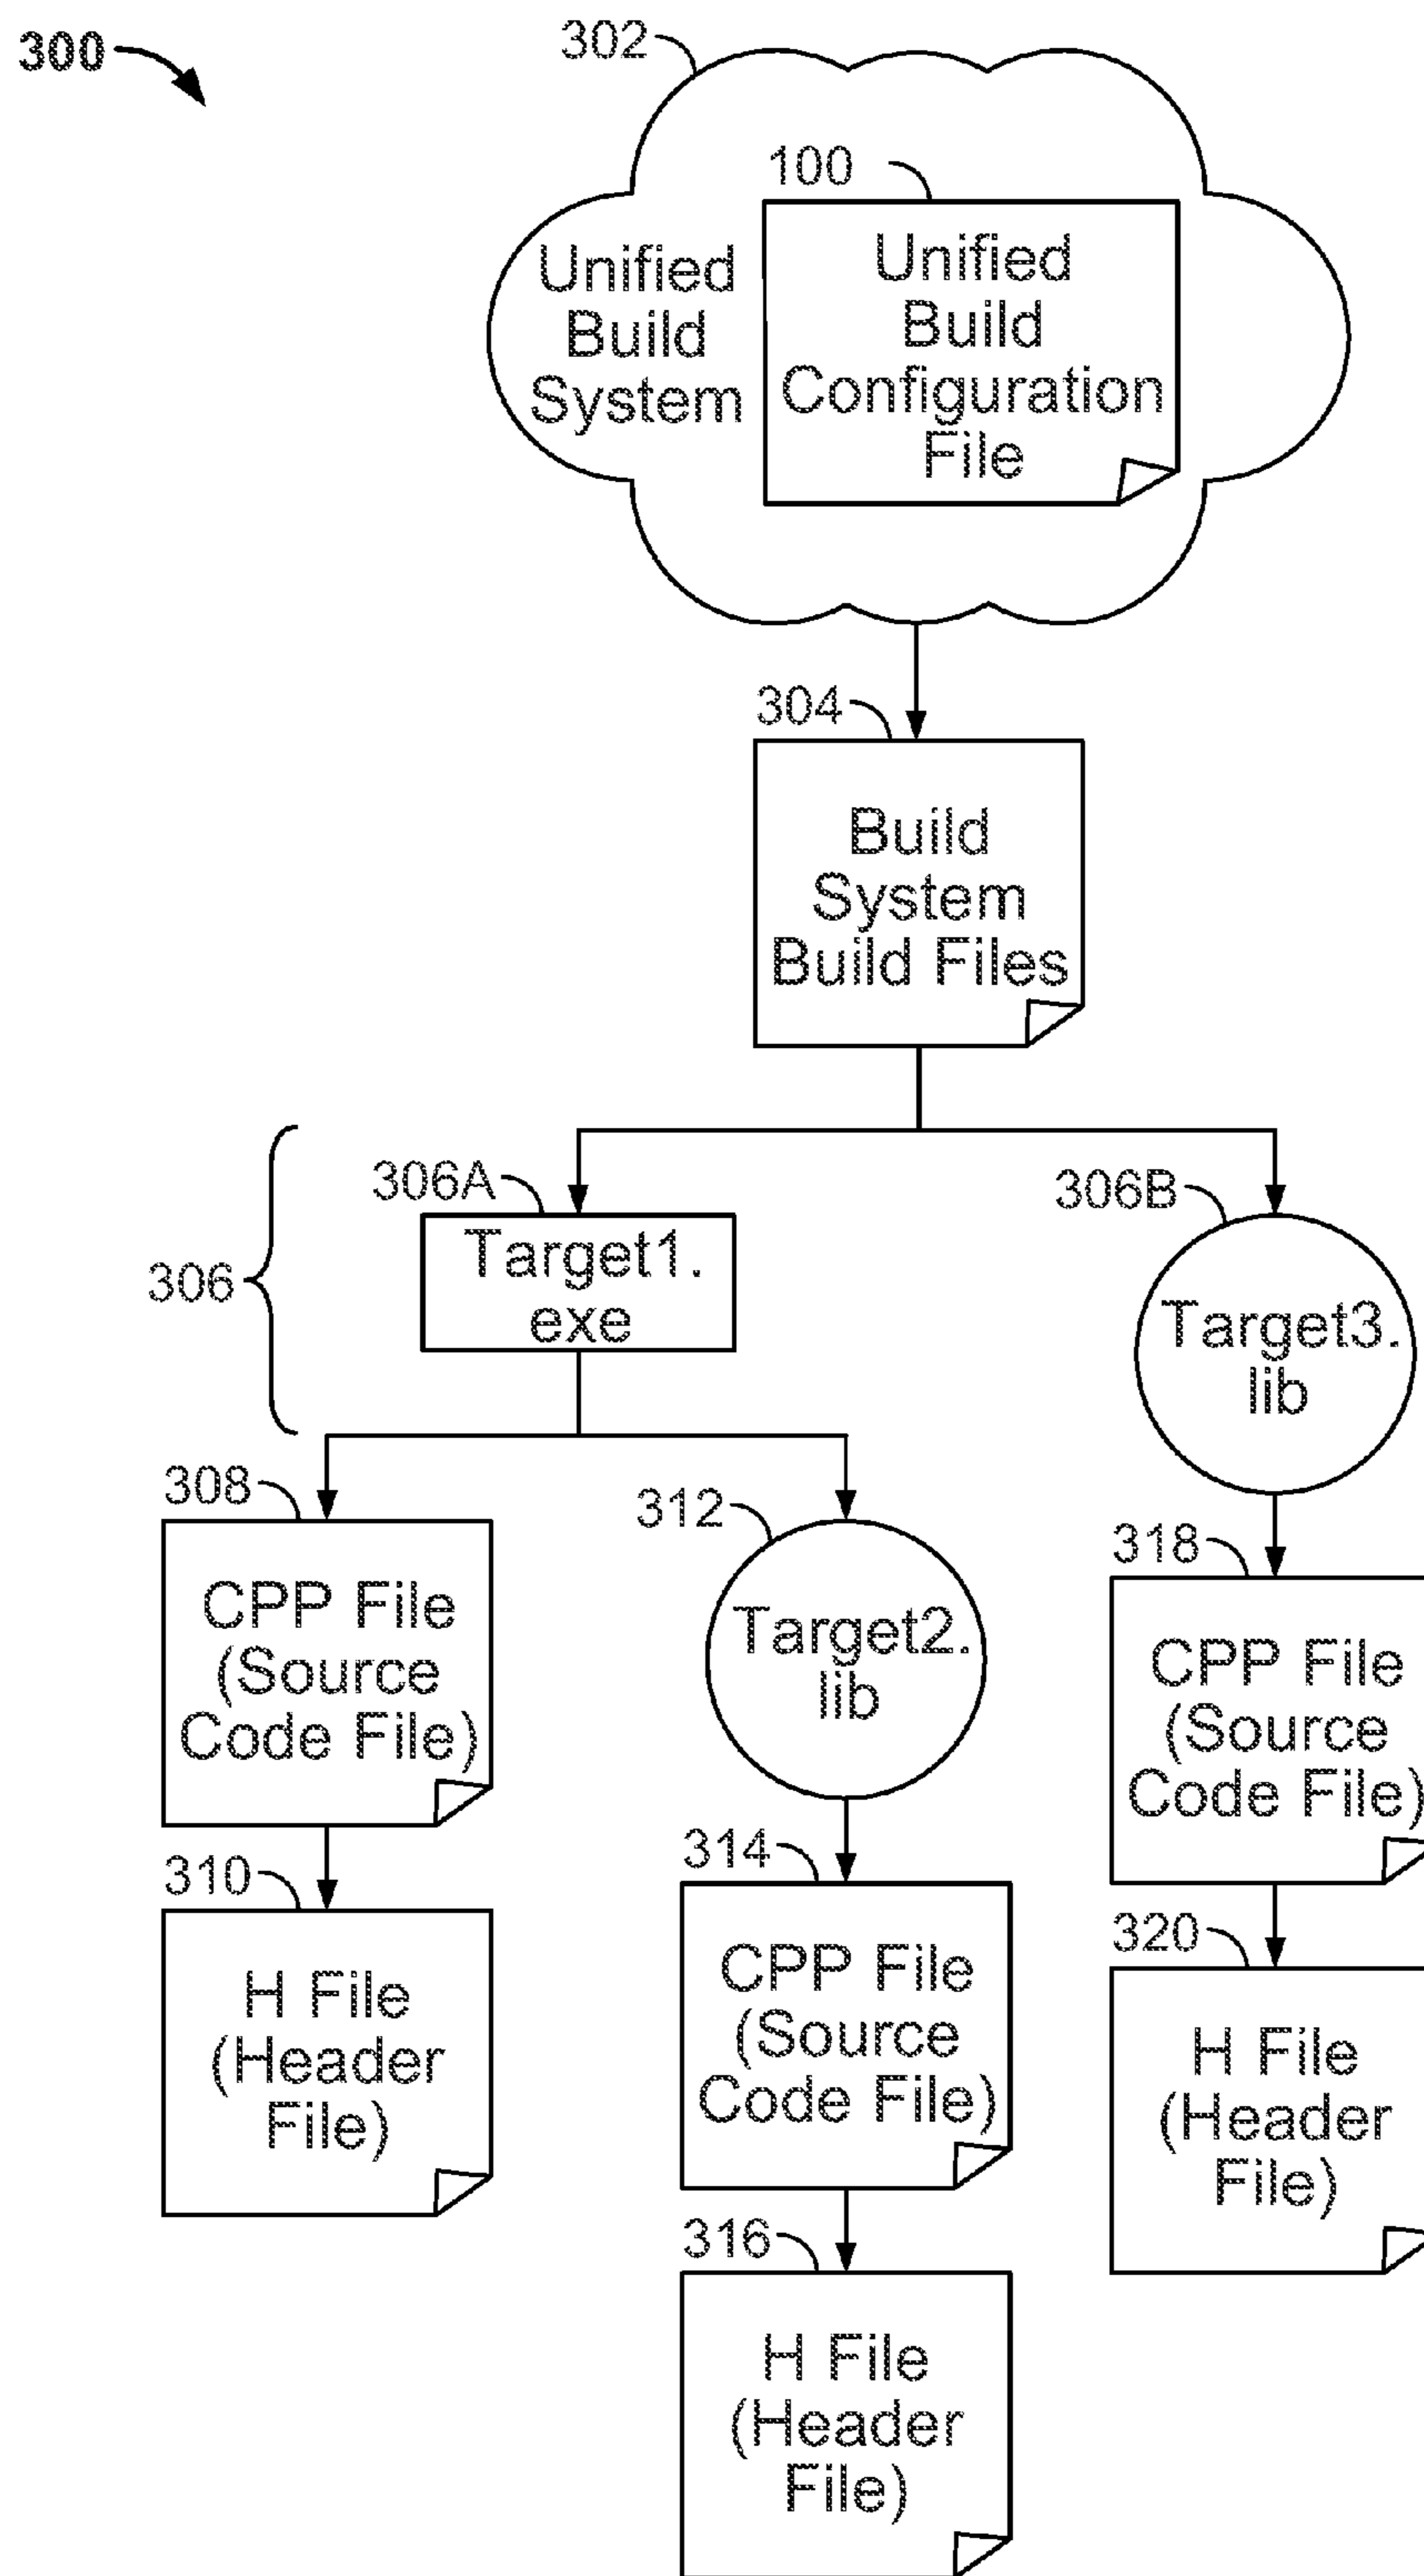 300
302
100
Unified
Build
System
Unified
Build
Configuration
File
304
Build
System
Build Files
306
306A
Target1.
exe
306B
Target3.
lib
308
CPP File
(Source
Code File)
312
Target2.
lib
318
CPP File
(Source
Code File)
310
H File
(Header
File)
314
CPP File
(Source
Code File)
320
H File
(Header
File)
316
H File
(Header
File)